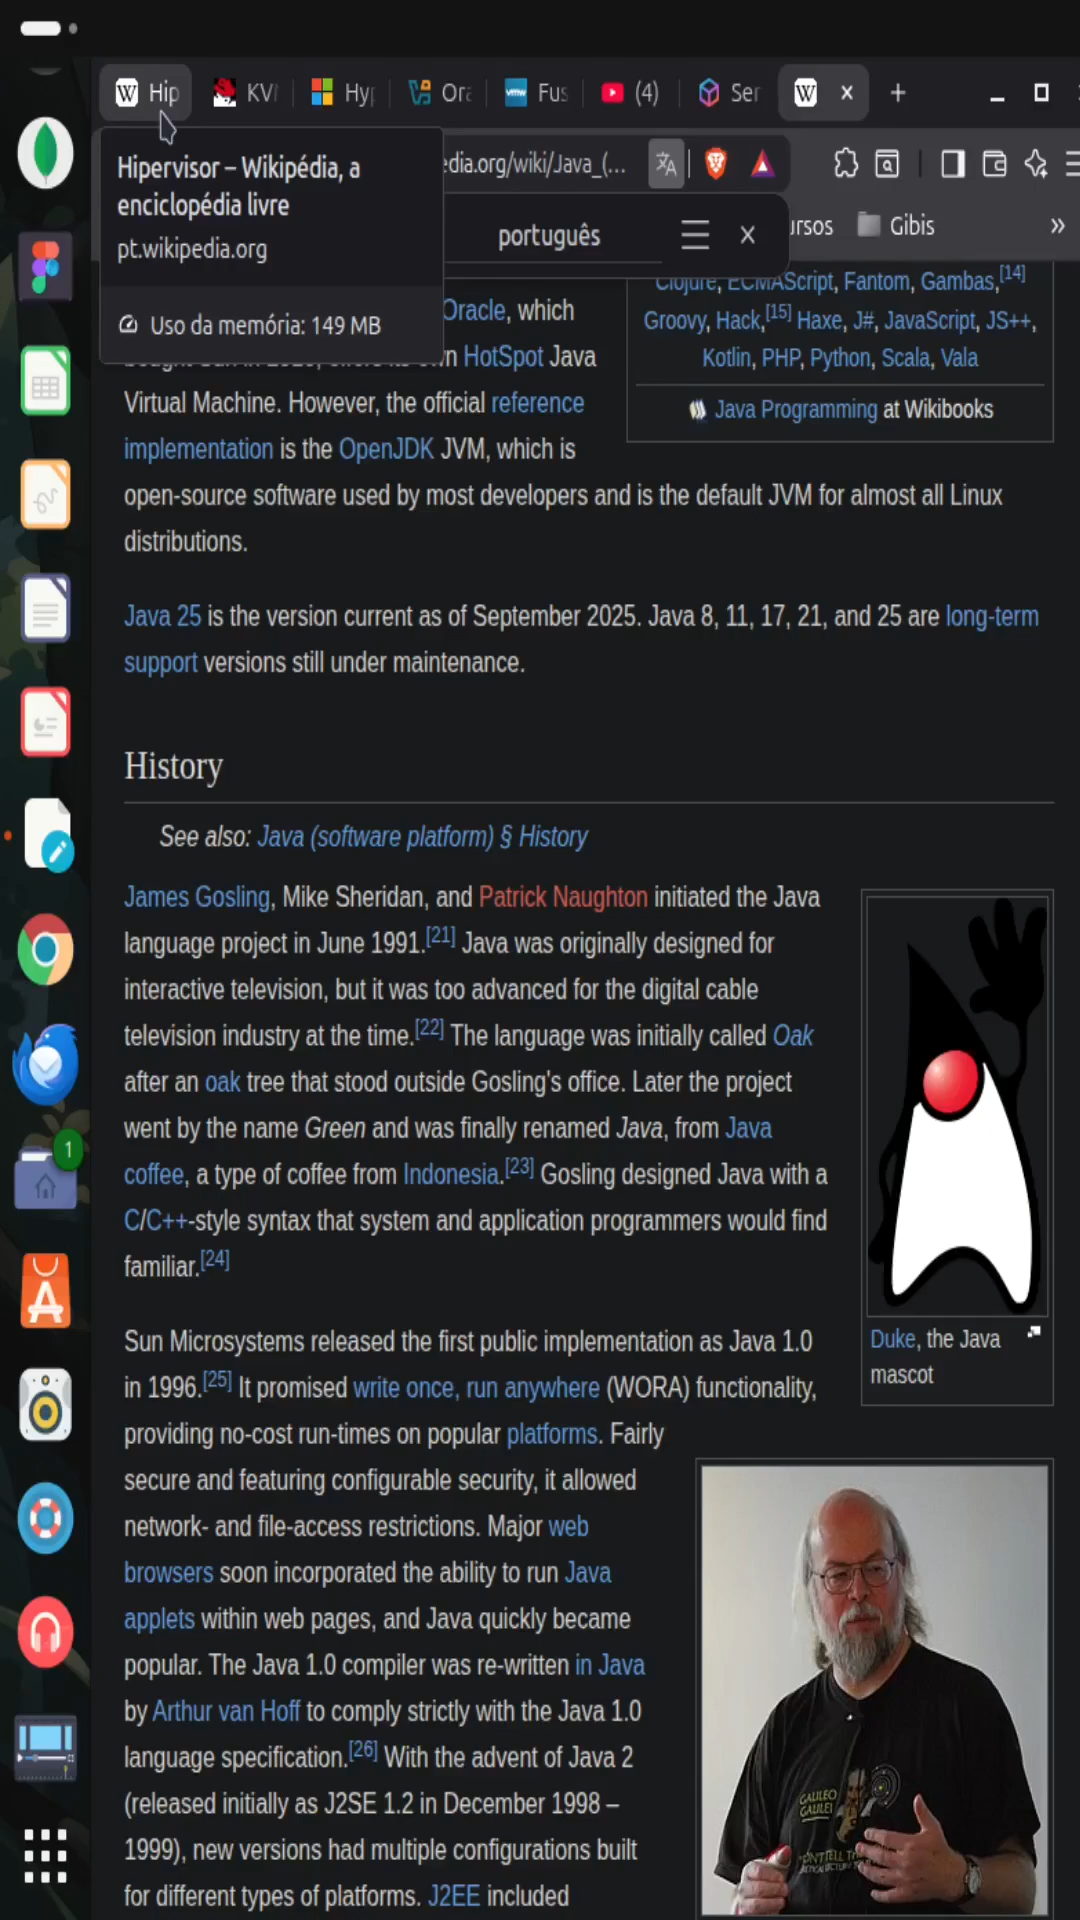 Hip
KV
Hy
Ora
Fus
(4)
Ser
Hipervisor – Wikipédia, a
enciclopédia livre
pt.wikipedia.org
Uso da memória: 149 MB
edia.org/wiki/Java_(...
português
ursos
Gibis
Clojure, ECMAScript, Fantom, Gambas,[14]
Groovy, Hack,[15] Haxe, J#, JavaScript, JS++,
Kotlin, PHP, Python, Scala, Vala
Java Programming at Wikibooks
Oracle, which
HotSpot Java
Virtual Machine. However, the official reference
implementation is the OpenJDK JVM, which is
open-source software used by most developers and is the default JVM for almost all Linux
distributions.
Java 25 is the version current as of September 2025. Java 8, 11, 17, 21, and 25 are long-term
support versions still under maintenance.
History
See also: Java (software platform) § History
James Gosling, Mike Sheridan, and Patrick Naughton initiated the Java
language project in June 1991.[21] Java was originally designed for
interactive television, but it was too advanced for the digital cable
television industry at the time.[22] The language was initially called Oak
after an oak tree that stood outside Gosling's office. Later the project
went by the name Green and was finally renamed Java, from Java
coffee, a type of coffee from Indonesia.[23] Gosling designed Java with a
C/C++-style syntax that system and application programmers would find
familiar.[24]
Duke, the Java
mascot
Sun Microsystems released the first public implementation as Java 1.0
in 1996.[25] It promised write once, run anywhere (WORA) functionality,
providing no-cost run-times on popular platforms. Fairly
secure and featuring configurable security, it allowed
network- and file-access restrictions. Major web
browsers soon incorporated the ability to run Java
applets within web pages, and Java quickly became
popular. The Java 1.0 compiler was re-written in Java
by Arthur van Hoff to comply strictly with the Java 1.0
language specification.[26] With the advent of Java 2
(released initially as J2SE 1.2 in December 1998 –
1999), new versions had multiple configurations built
for different types of platforms. J2EE included
GALILEO
GALILEI
1